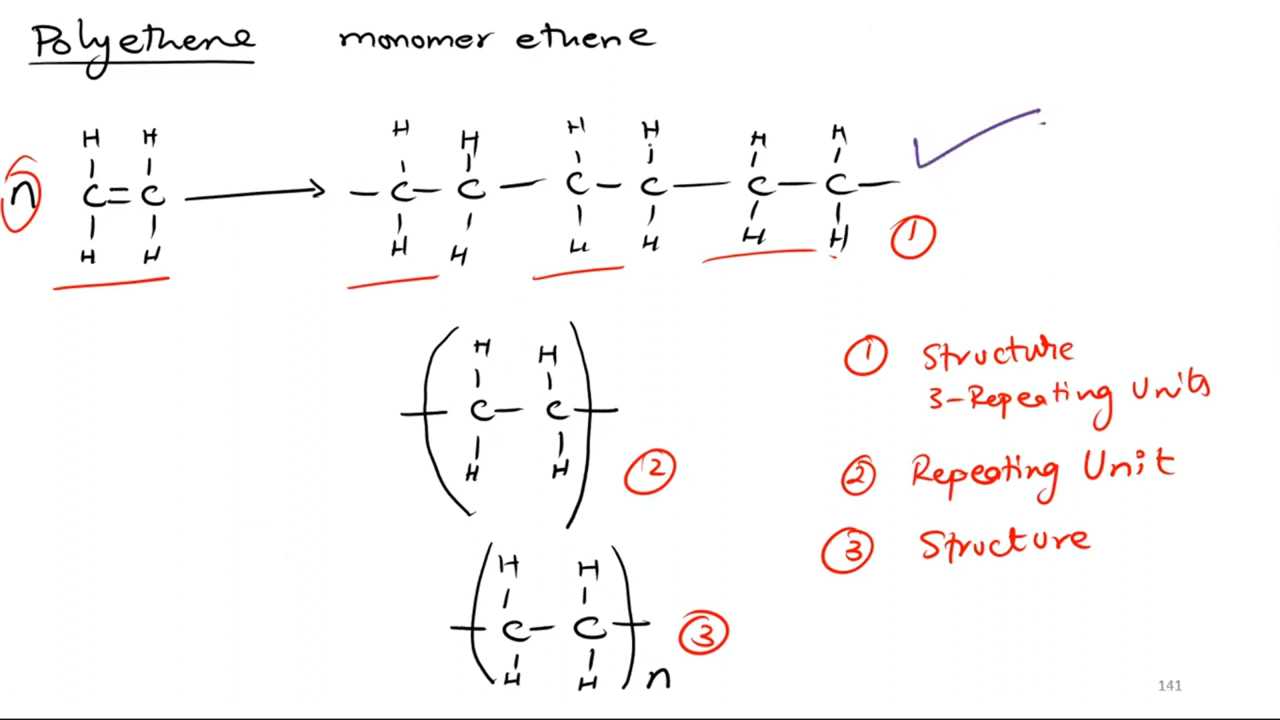 Polyethene monomer ethene
H H H H H H H H
n C=C → – C – C – C – C – C – C –
H H H H H H H H
①
H H
① Structure
3-Repeating Units
– ( C – C ) –
H H
②
② Repeating Unit
③ Structure
H H
– ( C – C ) –
H H n
③
141